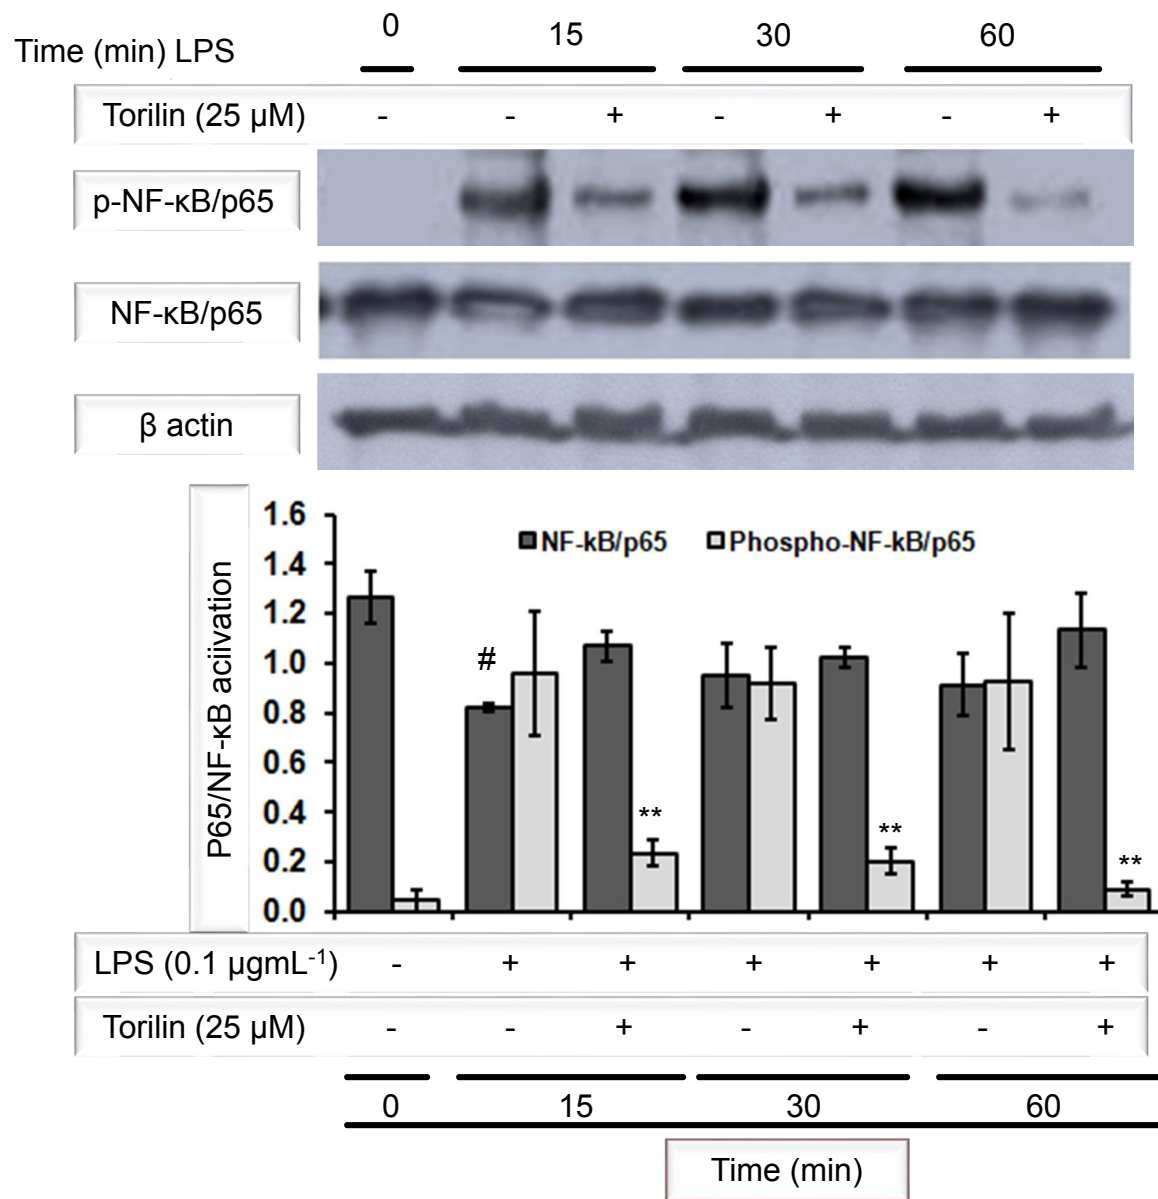 0 15 30 60
Time (min) LPS
Torilin (25 µM) - - + - + - +
p-NF-κB/p65
NF-κB/p65
β actin
P65/NF-κB aciivation
1.6
1.4
1.2
1.0
0.8
0.6
0.4
0.2
0.0
NF-kB/p65 Phospho-NF-kB/p65
#
**
**
**
LPS (0.1 µgmL-1) - + + + + + +
Torilin (25 µM) - - + - + - +
0 15 30 60
Time (min)